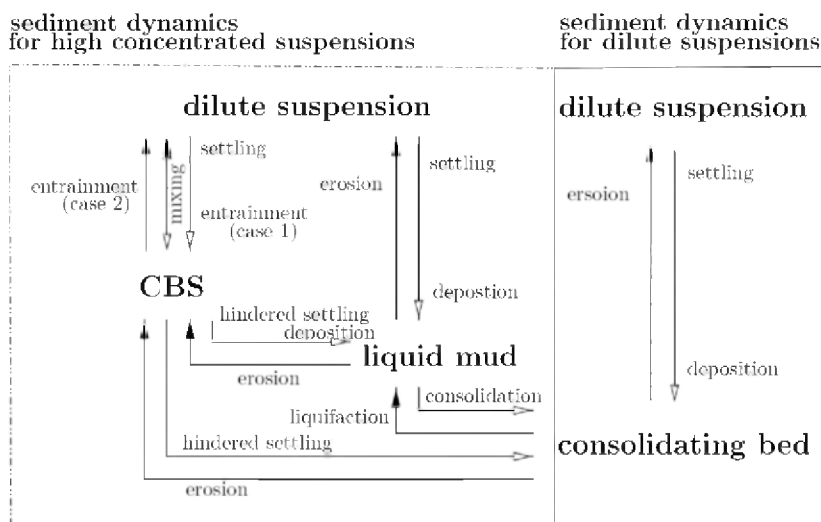 sediment dynamics
for high concentrated suspensions
sediment dynamics
for dilute suspensions
dilute suspension
dilute suspension
settling
entrainment
(case 2)
mixing
entrainment
(case 1)
erosion
settling
ersoion
settling
CBS
depostion
hindered settling
deposition
liquid mud
erosion
deposition
consolidation
liquifaction
hindered settling
consolidating bed
erosion